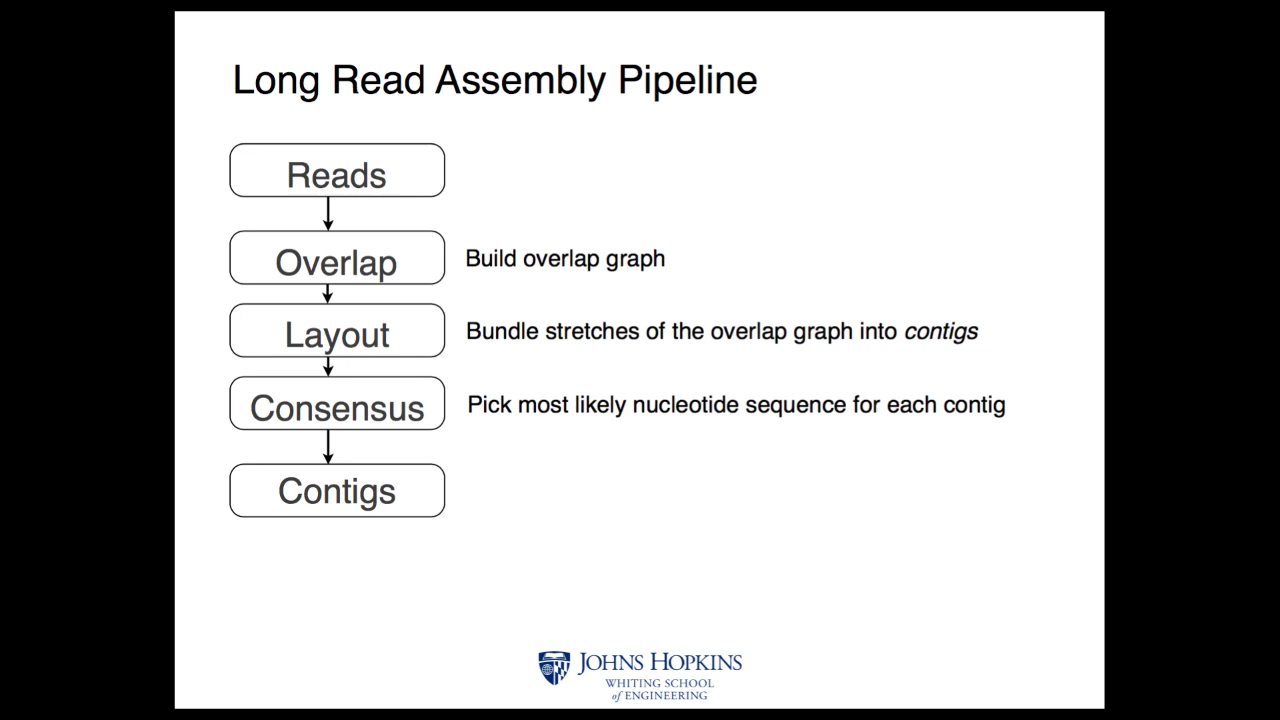 Long Read Assembly Pipeline
Reads
Overlap
Build overlap graph
Layout
Bundle stretches of the overlap graph into contigs
Consensus
Pick most likely nucleotide sequence for each contig
Contigs
JOHNS HOPKINS
WHITING SCHOOL
of ENGINEERING